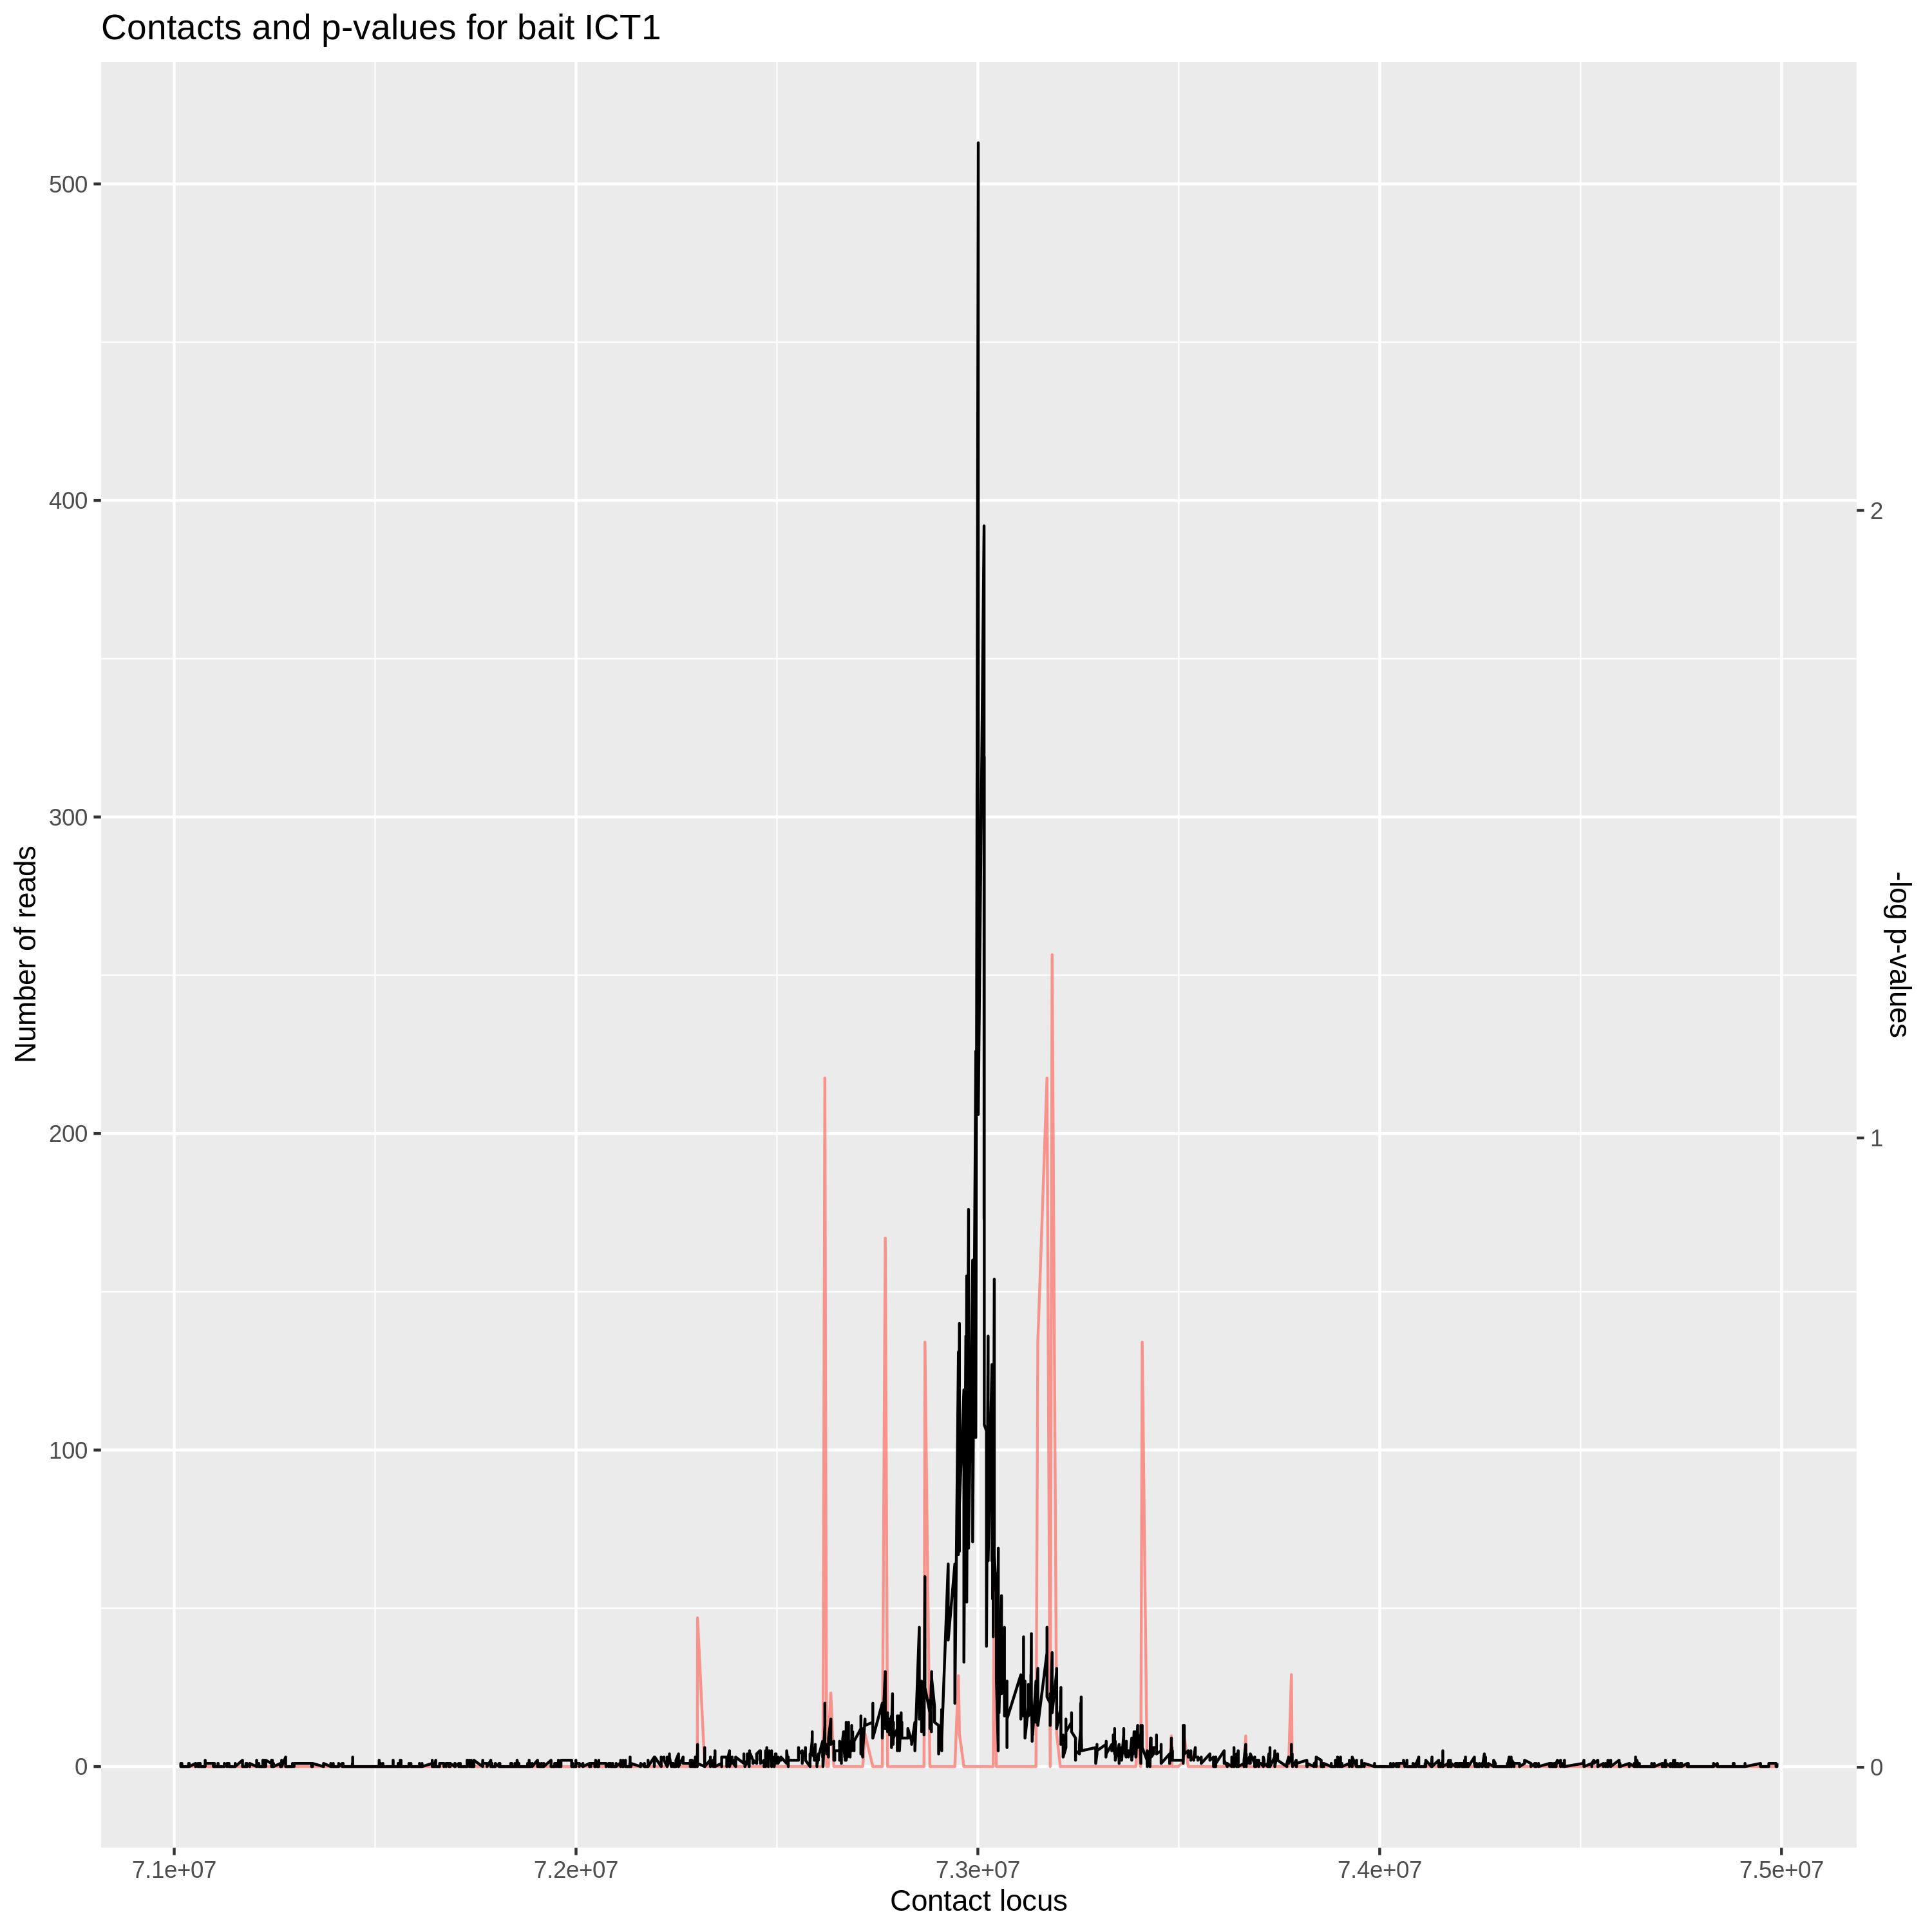 Contacts and p-values for bait ICT1
500
400
300
200
100
0
Number of reads
2
1
0
-log p-values
7.1e+07
7.2e+07
7.3e+07
7.4e+07
7.5e+07
Contact locus